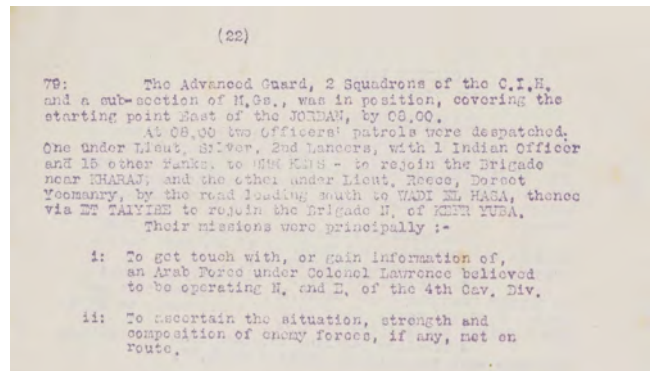 (22)
79: The Advanced Guard, 2 Squadrons of the C.I.H.
and a sub-section of M.Gs., was in position, covering the
starting point East of the JORDAN, by 08.00.
At 08.00 two Officers' patrols were despatched.
One under Lieut. Silver, 2nd Lancers, with 1 Indian Officer
and 15 other Ranks, to - to rejoin the Brigade
near KHARAJ; and the other under Lieut. Reece, Dorset
Yeomanry, by the road leading south to WADI EL HASA, thence
via ET TAIYIBE to rejoin the Brigade N. of KEFR YUBA.
Their missions were principally :-
i: To get touch with, or gain information of,
an Arab Force under Colonel Lawrence believed
to be operating N. and E. of the 4th Cav. Div.
ii: To ascertain the situation, strength and
composition of enemy forces, if any, met on
route.